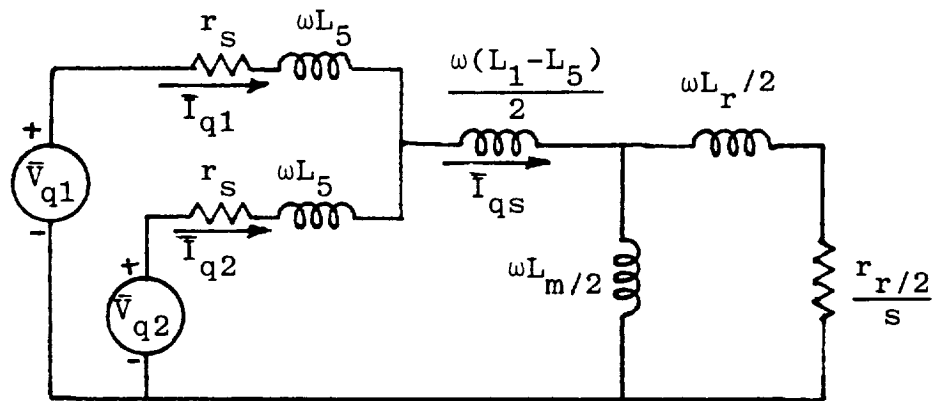 r_s ωL_5
+ Ī_q1
V̄_q1
-
ω(L_1-L_5)
2
Ī_qs
ωL_r/2
r_s ωL_5
+ Ī_q2
V̄_q2
-
ωL_m/2
r_r/2
s